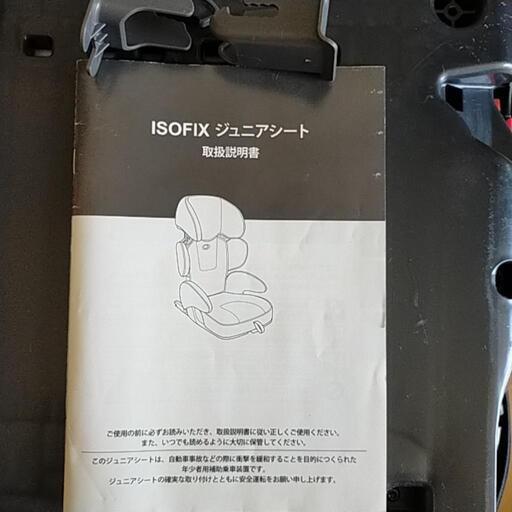 ISOFIX ジュニアシート
取扱説明書
ご使用の前に必ずお読みいただき、取扱説明書に従い正しくご使用ください。
また、いつでも読めるように大切に保管してください。
このジュニアシートは、自動車事故などの際に衝撃を緩和することを目的につくられた
年少者用補助乗車装置です。
ジュニアシートの確実な取り付けとともに安全運転をお願い申し上げます。